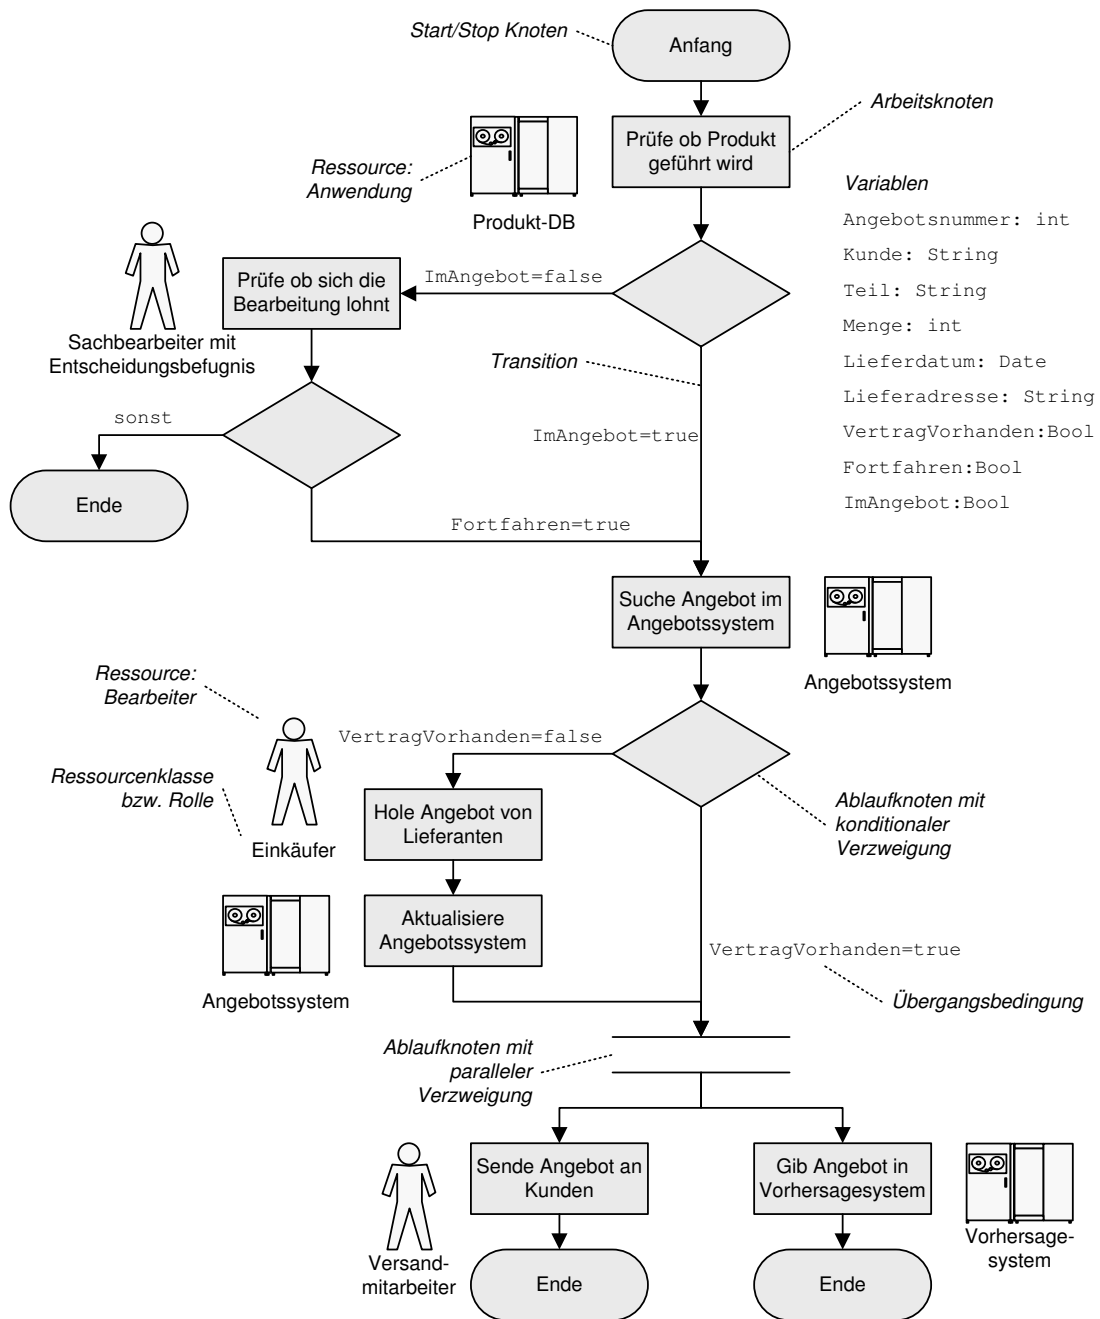 Start/Stop Knoten
Anfang
Arbeitsknoten
Prüfe ob Produkt
geführt wird
Ressource:
Anwendung
Produkt-DB
Variablen
Angebotsnummer: int
Kunde: String
Teil: String
Menge: int
Lieferdatum: Date
Lieferadresse: String
VertragVorhanden:Bool
Fortfahren:Bool
ImAngebot:Bool
Prüfe ob sich die
Bearbeitung lohnt
ImAngebot=false
Sachbearbeiter mit
Entscheidungsbefugnis
Transition
sonst
ImAngebot=true
Ende
Fortfahren=true
Suche Angebot im
Angebotssystem
Angebotssystem
Ressource:
Bearbeiter
VertragVorhanden=false
Ressourcenklasse
bzw. Rolle
Einkäufer
Hole Angebot von
Lieferanten
Ablaufknoten mit
konditionaler
Verzweigung
Aktualisiere
Angebotssystem
Angebotssystem
VertragVorhanden=true
Übergangsbedingung
Ablaufknoten mit
paralleler
Verzweigung
Sende Angebot an
Kunden
Gib Angebot in
Vorhersagesystem
Versand-
mitarbeiter
Vorhersage-
system
Ende
Ende